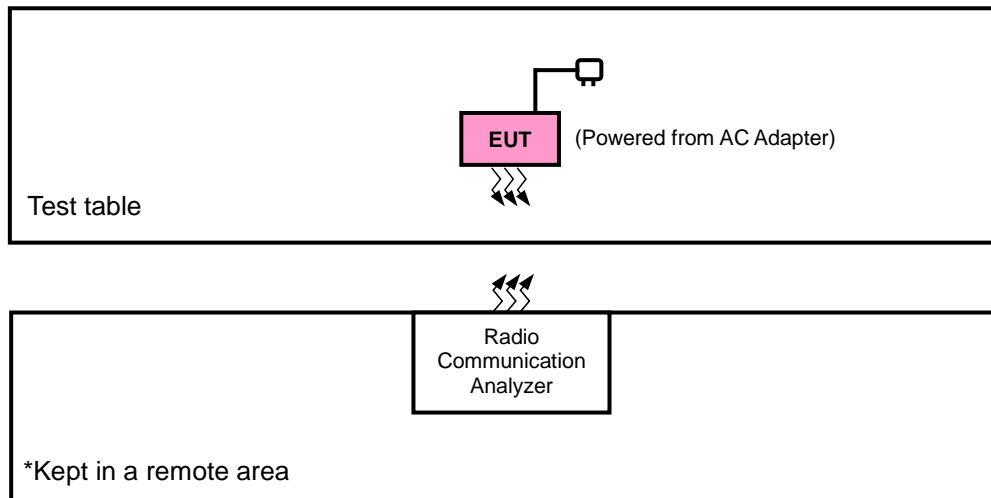 EUT
(Powered from AC Adapter)
Test table
Radio
Communication
Analyzer
*Kept in a remote area